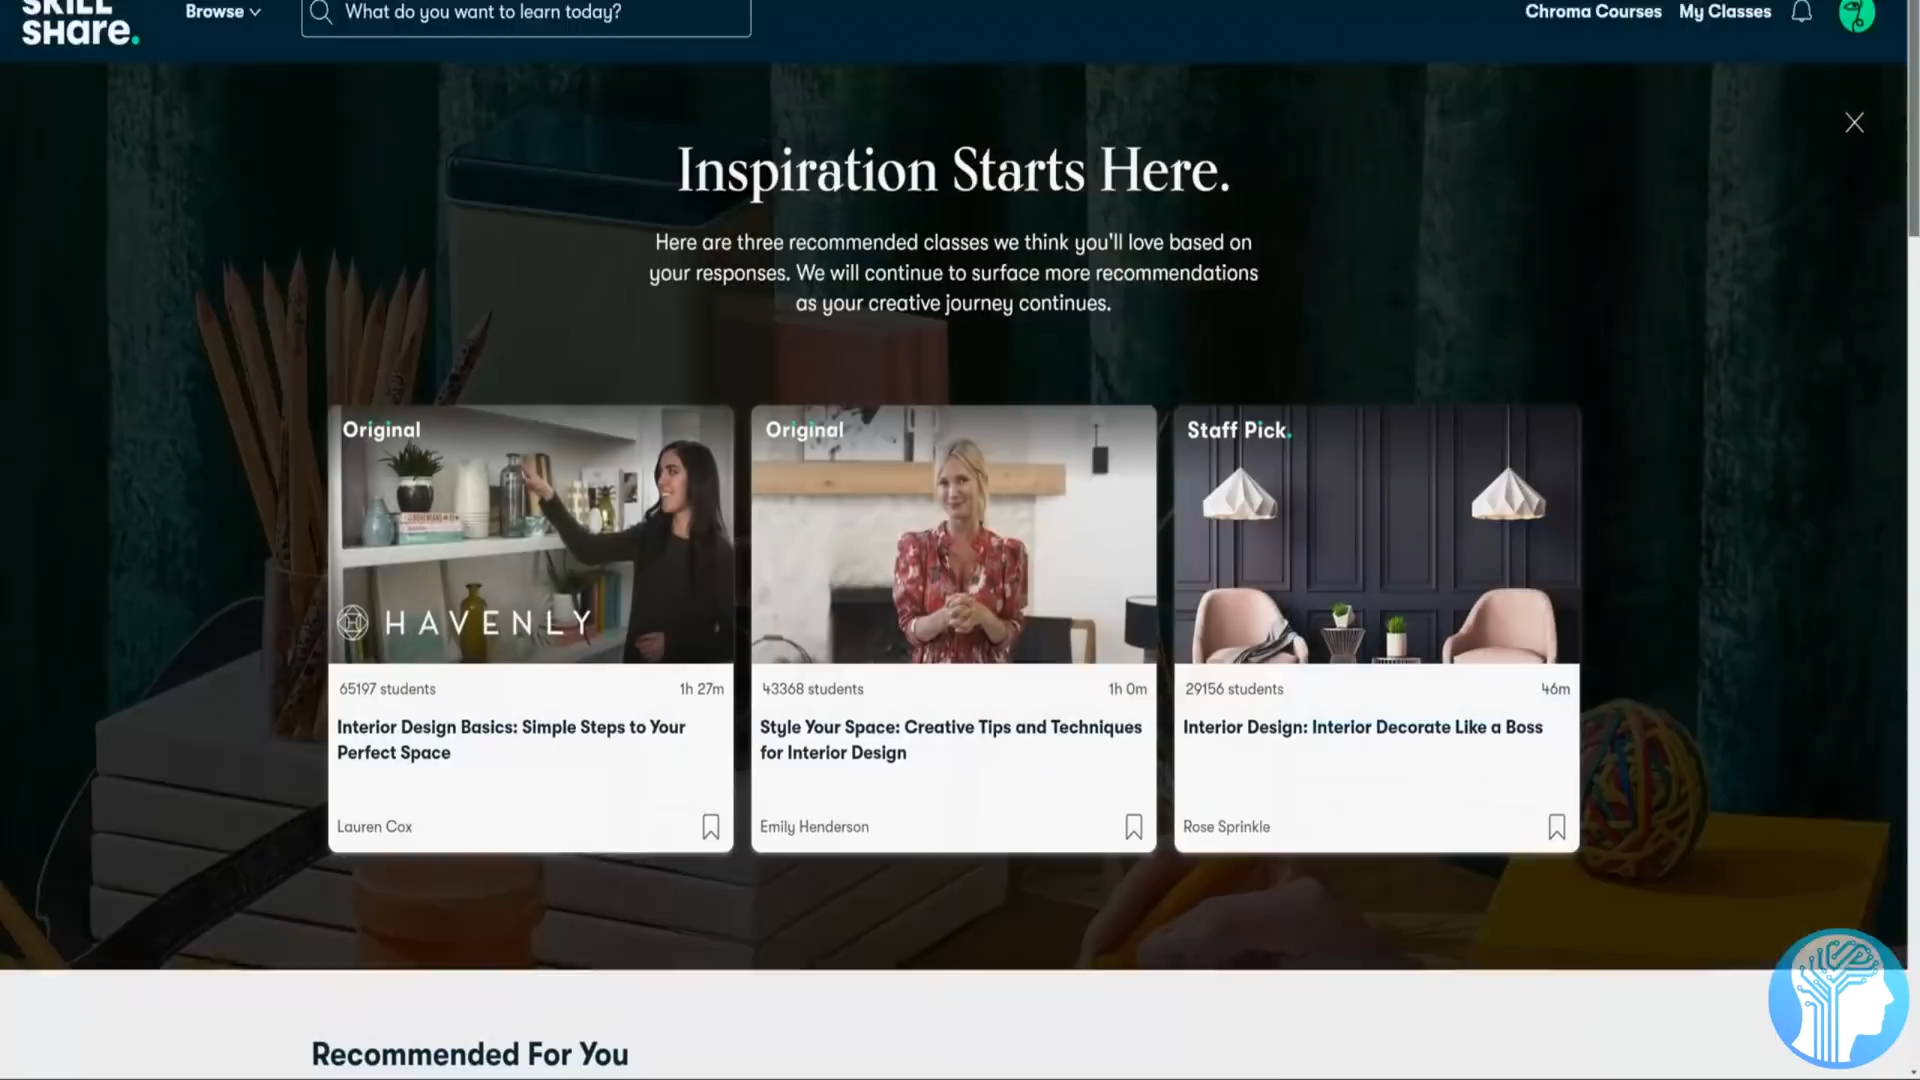 SKILL
SHare.
Browse
What do you want to learn today?
Chroma Courses
My Classes
Inspiration Starts Here.
Here are three recommended classes we think you'll love based on
your responses. We will continue to surface more recommendations
as your creative journey continues.
Original
HAVENLY
65197 students
1h 27m
Interior Design Basics: Simple Steps to Your
Perfect Space
Lauren Cox
Original
43368 students
1h 0m
Style Your Space: Creative Tips and Techniques
for Interior Design
Emily Henderson
Staff Pick.
29156 students
46m
Interior Design: Interior Decorate Like a Boss
Rose Sprinkle
Recommended For You